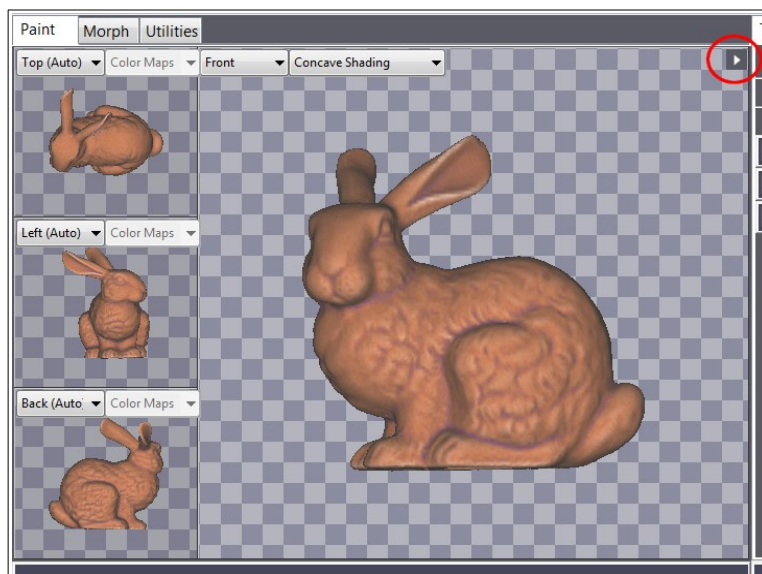 Paint Morph Utilities
Top (Auto) Color Maps Front Concave Shading
Left (Auto) Color Maps
Back (Auto) Color Maps